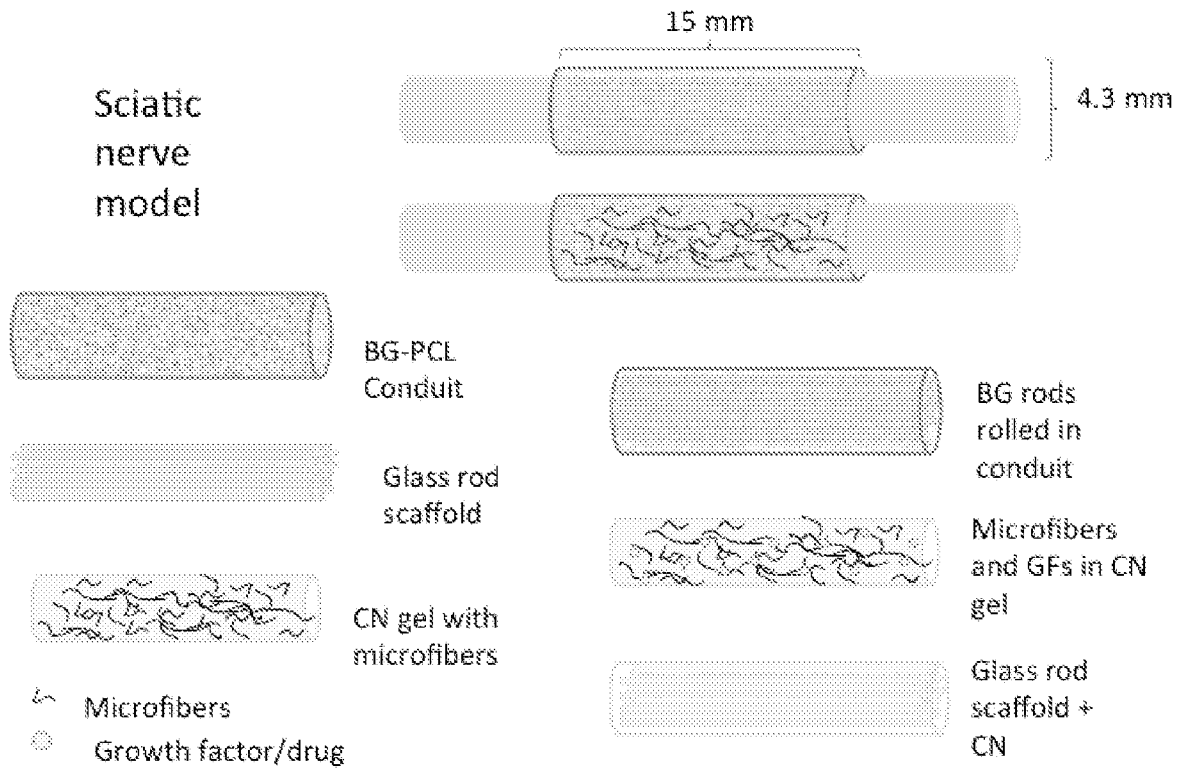 15 mm
Sciatic
nerve
model
4.3 mm
BG-PCL
Conduit
Glass rod
scaffold
CN gel with
microfibers
Microfibers
Growth factor/drug
BG rods
rolled in
conduit
Microfibers
and GFs in CN
gel
Glass rod
scaffold +
CN